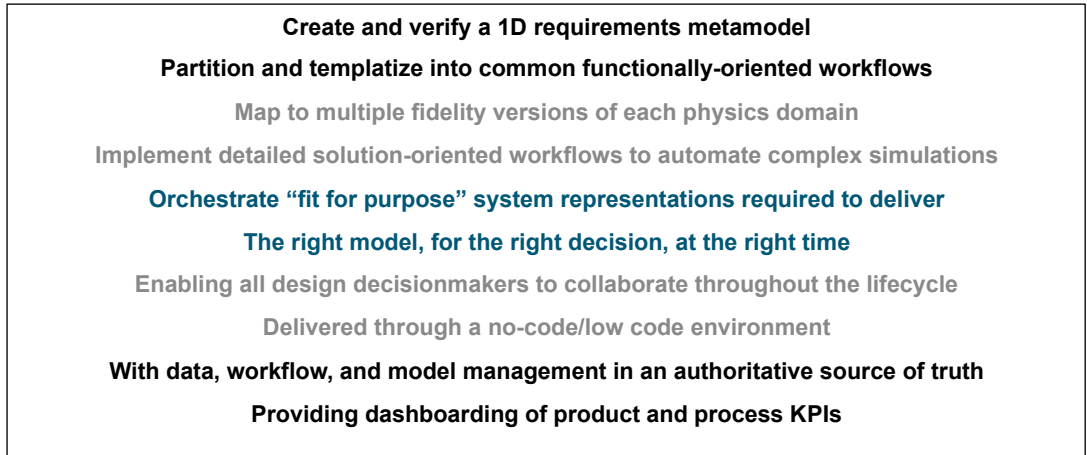 Create and verify a 1D requirements metamodel
Partition and templatize into common functionally-oriented workflows
Map to multiple fidelity versions of each physics domain
Implement detailed solution-oriented workflows to automate complex simulations
Orchestrate “fit for purpose” system representations required to deliver
The right model, for the right decision, at the right time
Enabling all design decisionmakers to collaborate throughout the lifecycle
Delivered through a no-code/low code environment
With data, workflow, and model management in an authoritative source of truth
Providing dashboarding of product and process KPIs